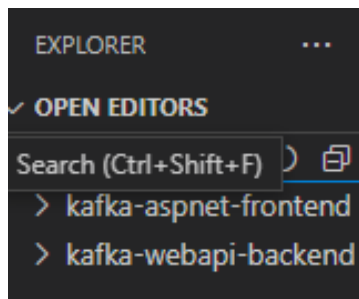 EXPLORER ...
OPEN EDITORS
Search (Ctrl+Shift+F)
kafka-aspnet-frontend
kafka-webapi-backend